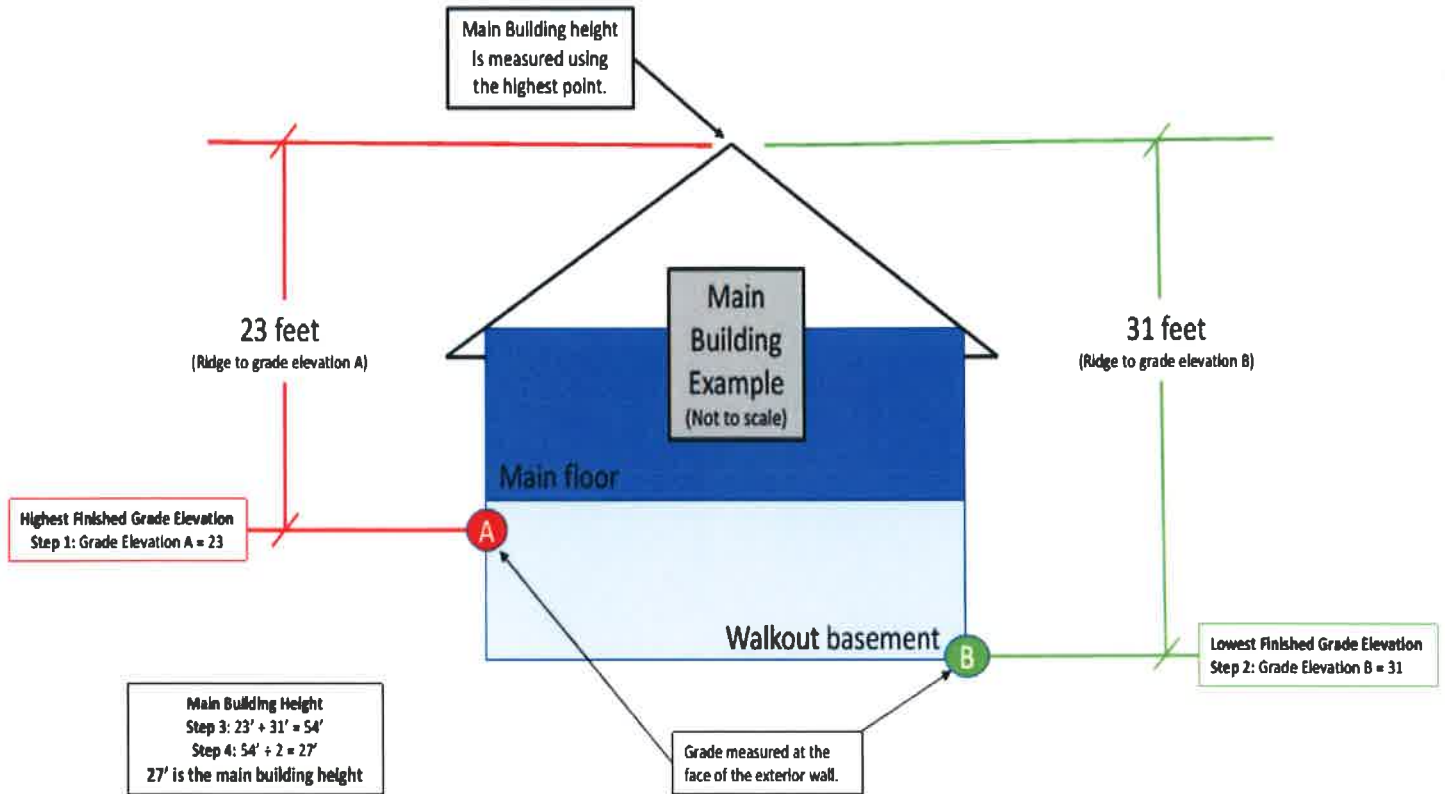 Main Building height
is measured using
the highest point.
23 feet
(Ridge to grade elevation A)
31 feet
(Ridge to grade elevation B)
Main
Building
Example
(Not to scale)
Main floor
Highest Finished Grade Elevation
Step 1: Grade Elevation A = 23
A
Walkout basement
B
Lowest Finished Grade Elevation
Step 2: Grade Elevation B = 31
Main Building Height
Step 3: 23' + 31' = 54'
Step 4: 54' ÷ 2 = 27'
27' is the main building height
Grade measured at the
face of the exterior wall.